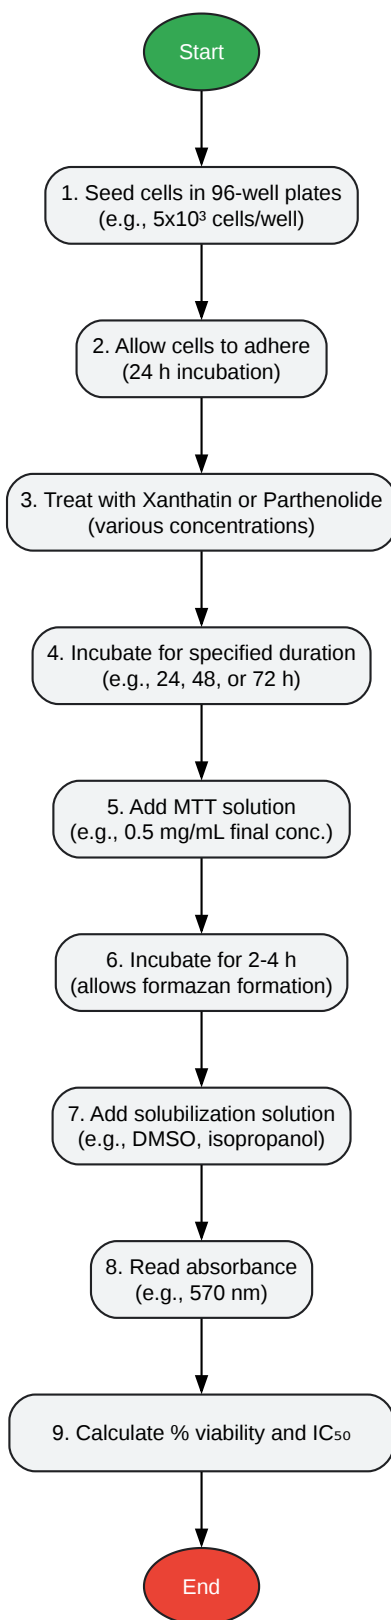 Start
1. Seed cells in 96-well plates
(e.g., 5x10³ cells/well)
2. Allow cells to adhere
(24 h incubation)
3. Treat with Xanthatin or Parthenolide
(various concentrations)
4. Incubate for specified duration
(e.g., 24, 48, or 72 h)
5. Add MTT solution
(e.g., 0.5 mg/mL final conc.)
6. Incubate for 2-4 h
(allows formazan formation)
7. Add solubilization solution
(e.g., DMSO, isopropanol)
8. Read absorbance
(e.g., 570 nm)
9. Calculate % viability and IC₅₀
End